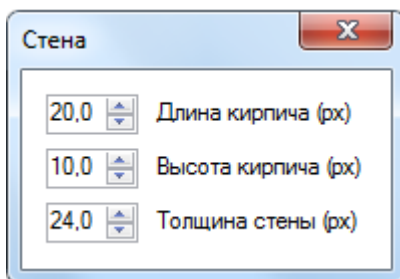 Стена
20,0 Длина кирпича (px)
10,0 Высота кирпича (px)
24,0 Толщина стены (px)